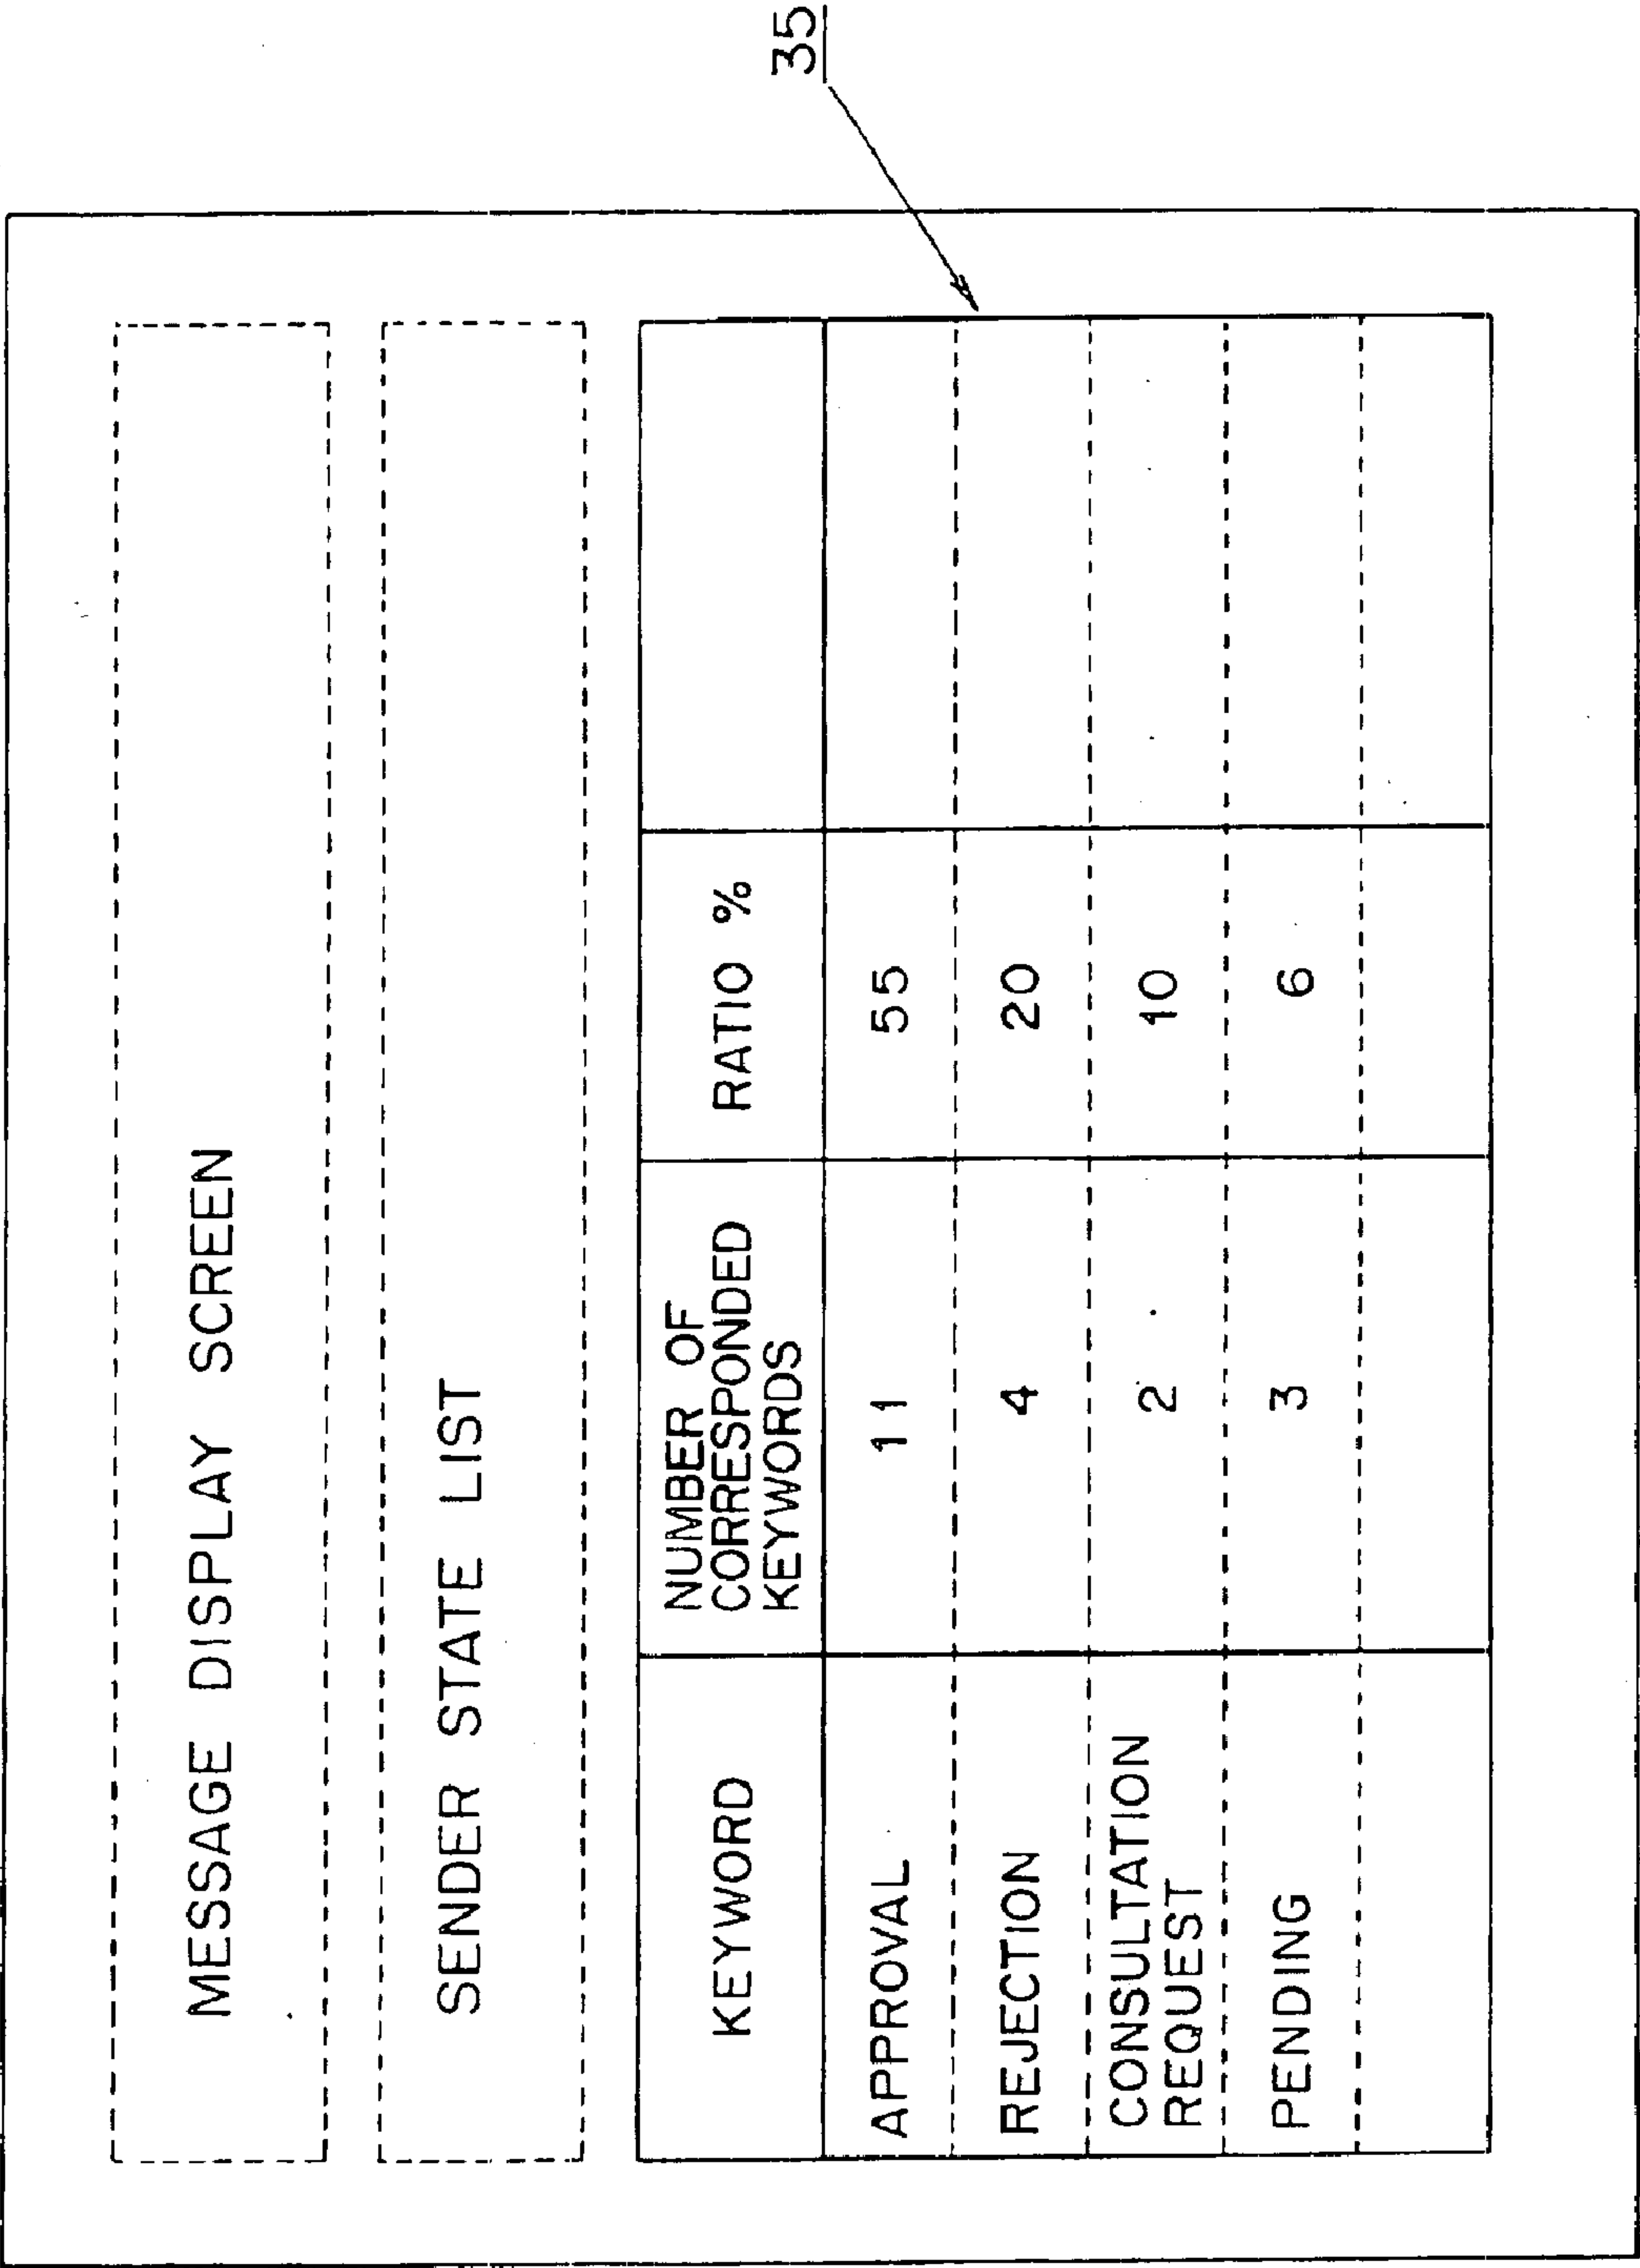 MESSAGE DISPLAY SCREEN
SENDER STATE LIST
KEYWORD
NUMBER OF
CORRESPONDED
KEYWORDS
RATIO %
APPROVAL 11 55
REJECTION 4 20
CONSULTATION
REQUEST 2 10
PENDING 3 6
35